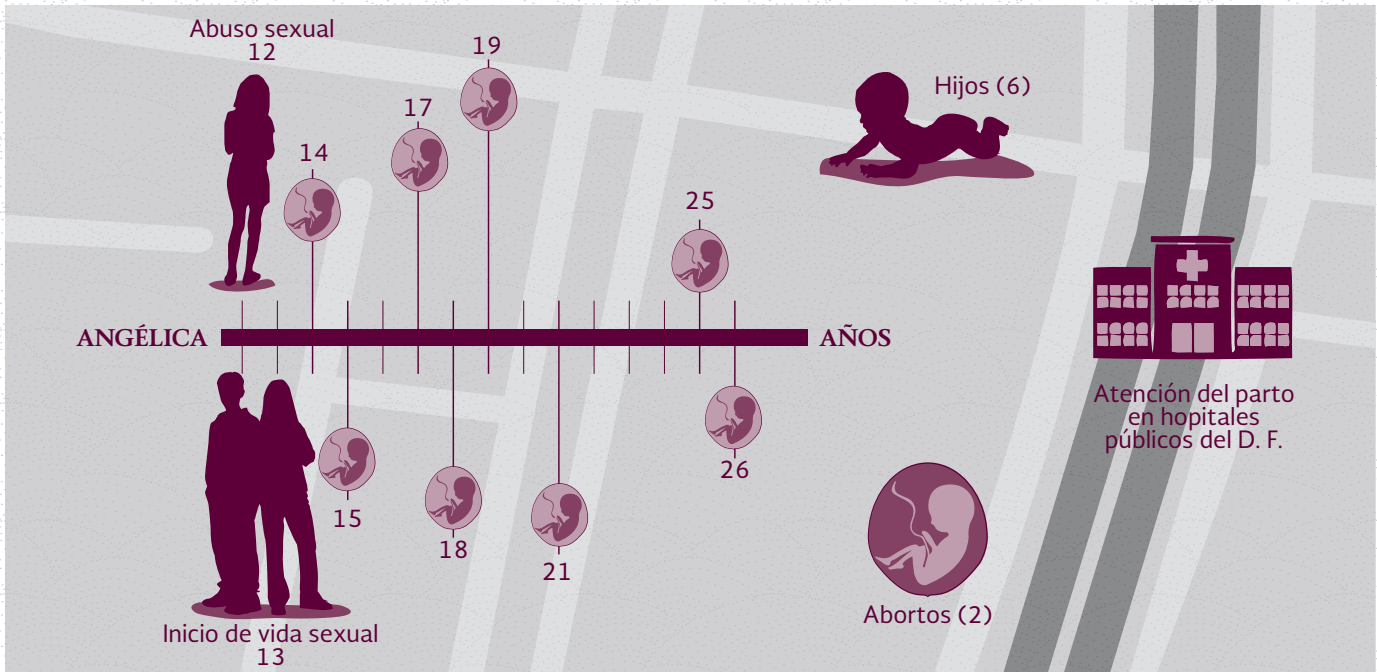 Abuso sexual
12
14
17
19
25
Hijos (6)
ANGÉLICA
AÑOS
Atención del parto
en hopitales
públicos del D. F.
15
18
21
26
Inicio de vida sexual
13
Abortos (2)